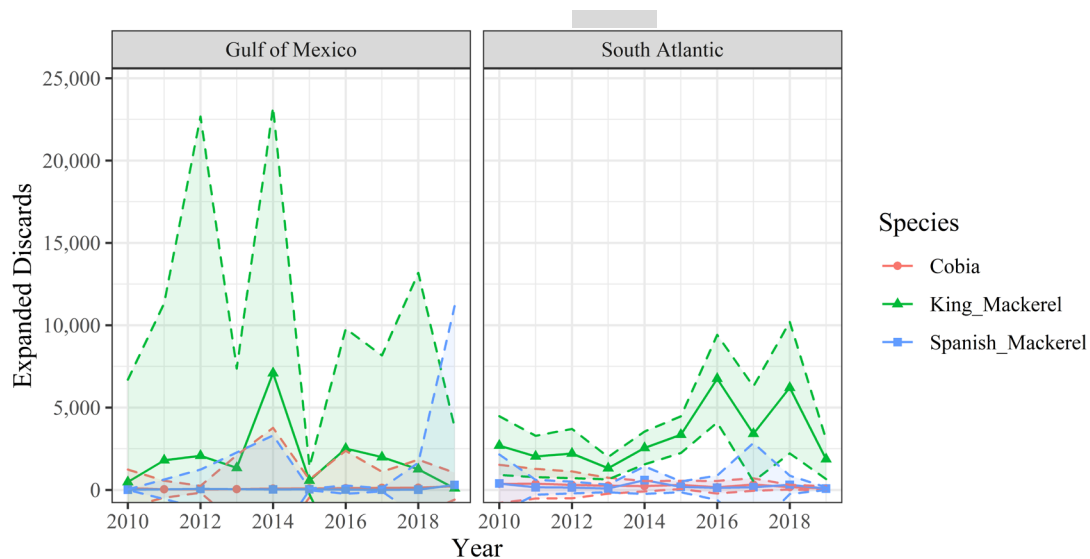 Gulf of Mexico
South Atlantic
25,000
20,000
15,000
10,000
5,000
0
Expanded Discards
2010 2012 2014 2016 2018
2010 2012 2014 2016 2018
Year
Species
Cobia
King_Mackerel
Spanish_Mackerel